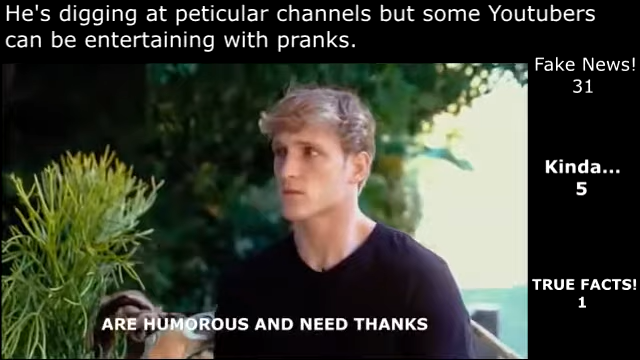 He's digging at peticular channels but some Youtubers
can be entertaining with pranks.
Fake News!
31
Kinda...
5
TRUE FACTS!
1
ARE HUMOROUS AND NEED THANKS